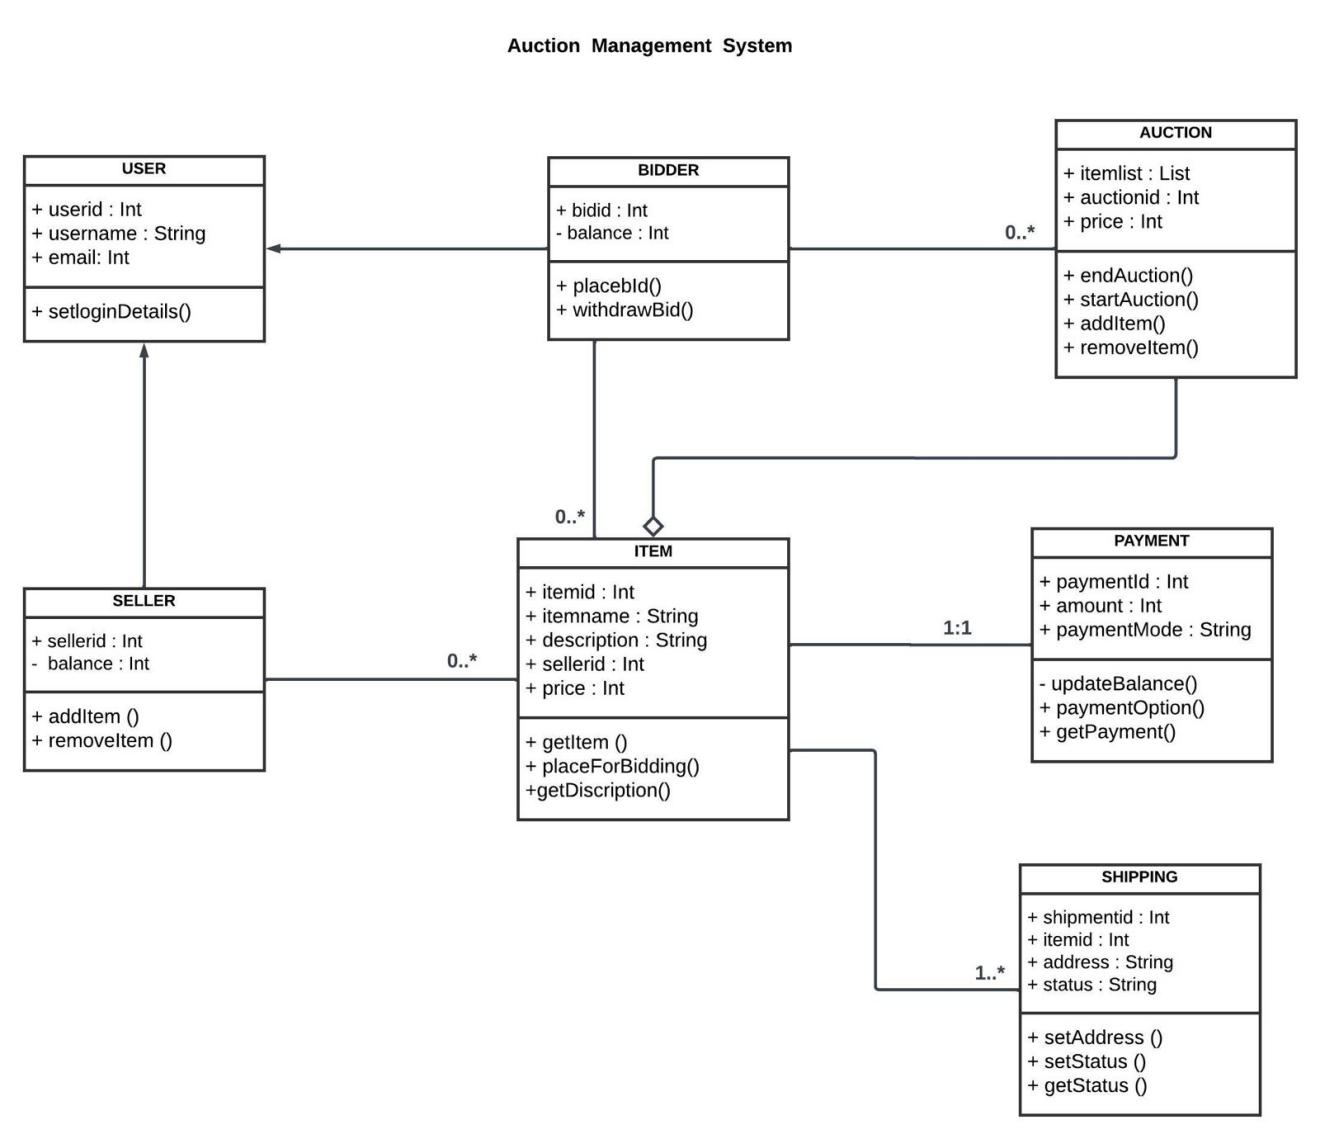 Auction Management System
USER
+ userid : Int
+ username : String
+ email: Int
+ setloginDetails()
BIDDER
+ bidid : Int
- balance : Int
+ placebId()
+ withdrawBid()
AUCTION
+ itemlist : List
+ auctionid : Int
+ price : Int
+ endAuction()
+ startAuction()
+ addItem()
+ removeItem()
0..*
0..*
SELLER
+ sellerid : Int
- balance : Int
+ addItem ()
+ removeItem ()
0..*
ITEM
+ itemid : Int
+ itemname : String
+ description : String
+ sellerid : Int
+ price : Int
+ getItem ()
+ placeForBidding()
+getDiscription()
1:1
PAYMENT
+ paymentId : Int
+ amount : Int
+ paymentMode : String
- updateBalance()
+ paymentOption()
+ getPayment()
1..*
SHIPPING
+ shipmentid : Int
+ itemid : Int
+ address : String
+ status : String
+ setAddress ()
+ setStatus ()
+ getStatus ()